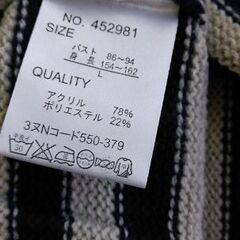 NO. 452981
SIZE
バスト 86〜94
身長 154〜162
L
QUALITY
アクリル 78%
ポリエステル 22%
3ヌNコード550-379